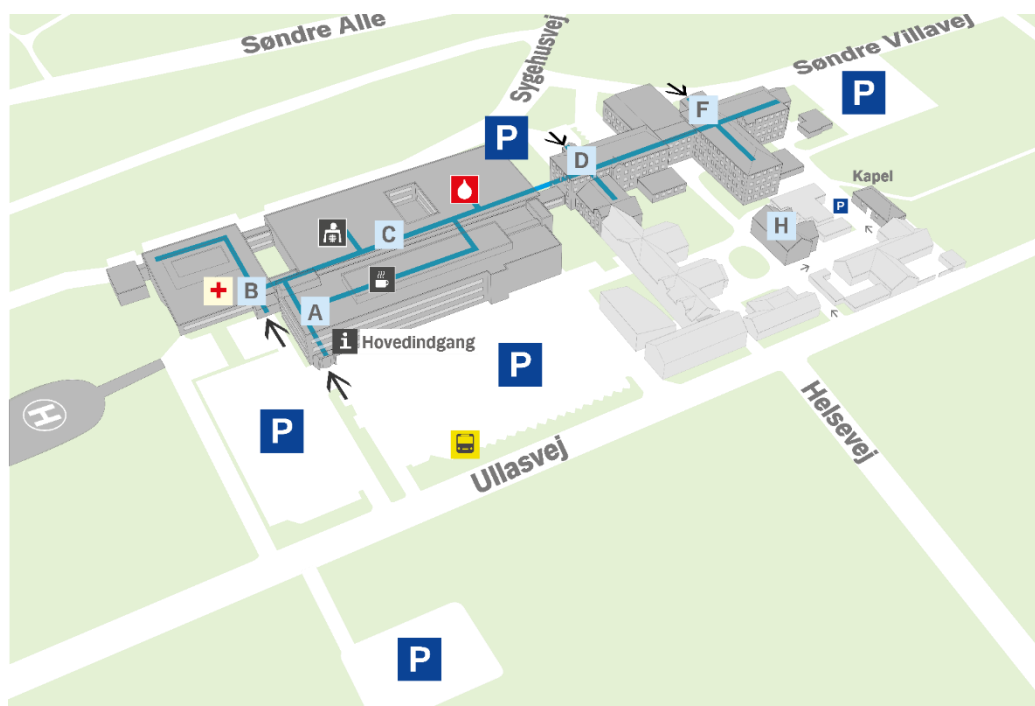 Søndre Alle
Sygehusvej
Søndre Villavej
P
F
P
D
Kapel
P
H
C
B
A
i Hovedindgang
P
H
P
Ullasvej
Helsevej
P